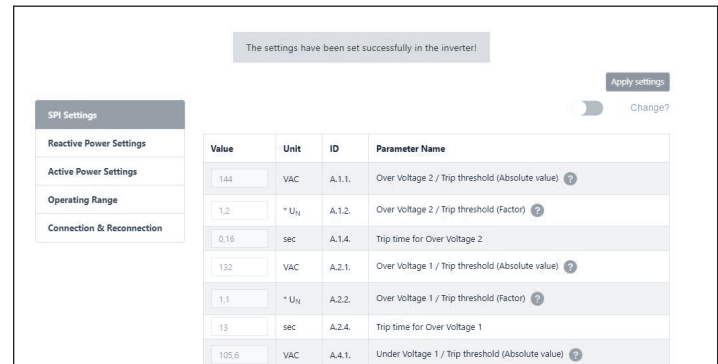 The settings have been set successfully in the inverter!
Apply settings
Change?
SPI Settings
Reactive Power Settings
Active Power Settings
Operating Range
Connection & Reconnection
Value Unit ID Parameter Name
144 VAC A.1.1. Over Voltage 2 / Trip threshold (Absolute value) ?
1,2 * UN A.1.2. Over Voltage 2 / Trip threshold (Factor) ?
0,16 sec A.1.4. Trip time for Over Voltage 2
132 VAC A.2.1. Over Voltage 1 / Trip threshold (Absolute value) ?
1,1 * UN A.2.2. Over Voltage 1 / Trip threshold (Factor) ?
13 sec A.2.4. Trip time for Over Voltage 1
105,6 VAC A.4.1. Under Voltage 1 / Trip threshold (Absolute value) ?